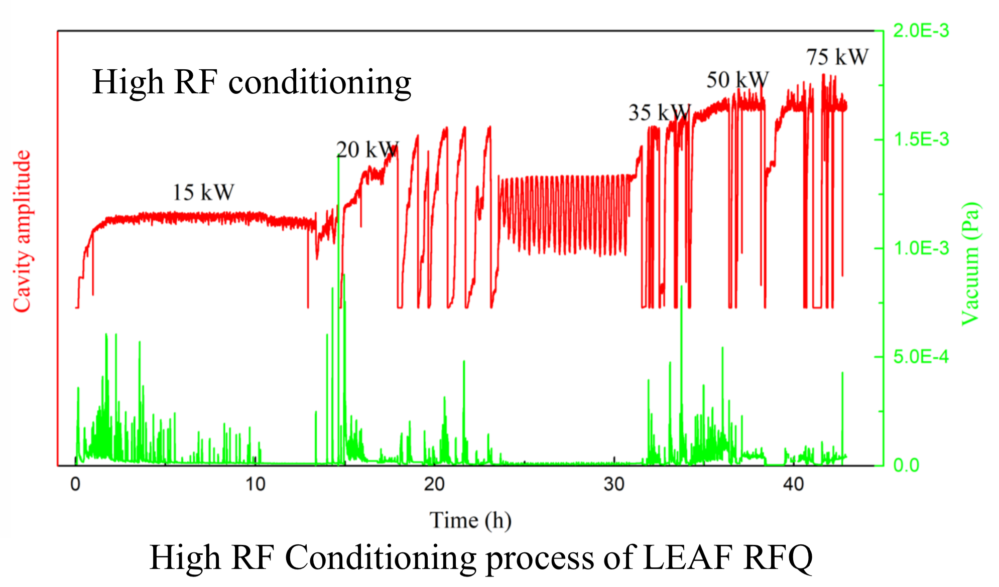 High RF conditioning
15 kW
20 kW
35 kW
50 kW
75 kW
Cavity amplitude
2.0E-3
1.5E-3
1.0E-3
5.0E-4
0.0
Vacuum (Pa)
0 10 20 30 40
Time (h)
High RF Conditioning process of LEAF RFQ